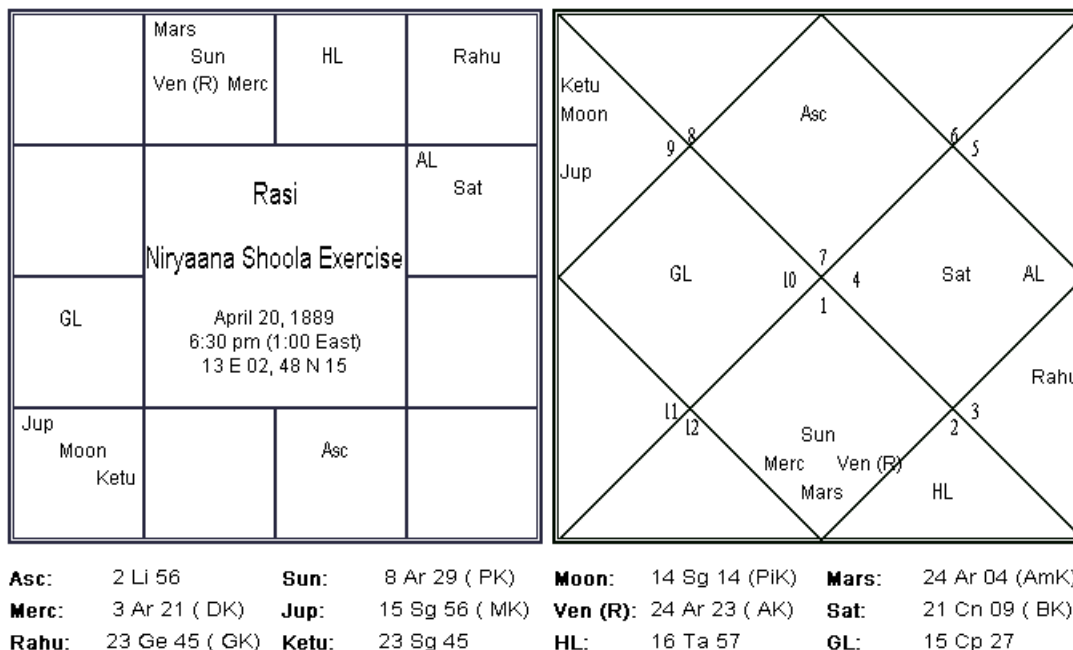 Mars
Sun
Ven (R) Merc
HL
Rahu
AL
Sat
Rasi
Niryaana Shoola Exercise
April 20, 1889
6:30 pm (1:00 East)
13 E 02, 48 N 15
GL
Jup
Moon
Ketu
Asc
Ketu
Moon
Asc
8
9
6
5
Jup
GL
7
10
4
1
Sat
AL
Rahu
11
12
3
2
Sun
Merc
Ven (R)
Mars
HL
Asc: 2 Li 56 Sun: 8 Ar 29 ( PK) Moon: 14 Sg 14 (PiK) Mars: 24 Ar 04 (AmK)
Merc: 3 Ar 21 ( DK) Jup: 15 Sg 56 ( MK) Ven (R): 24 Ar 23 ( AK) Sat: 21 Cn 09 ( BK)
Rahu: 23 Ge 45 ( GK) Ketu: 23 Sg 45 HL: 16 Ta 57 GL: 15 Cp 27